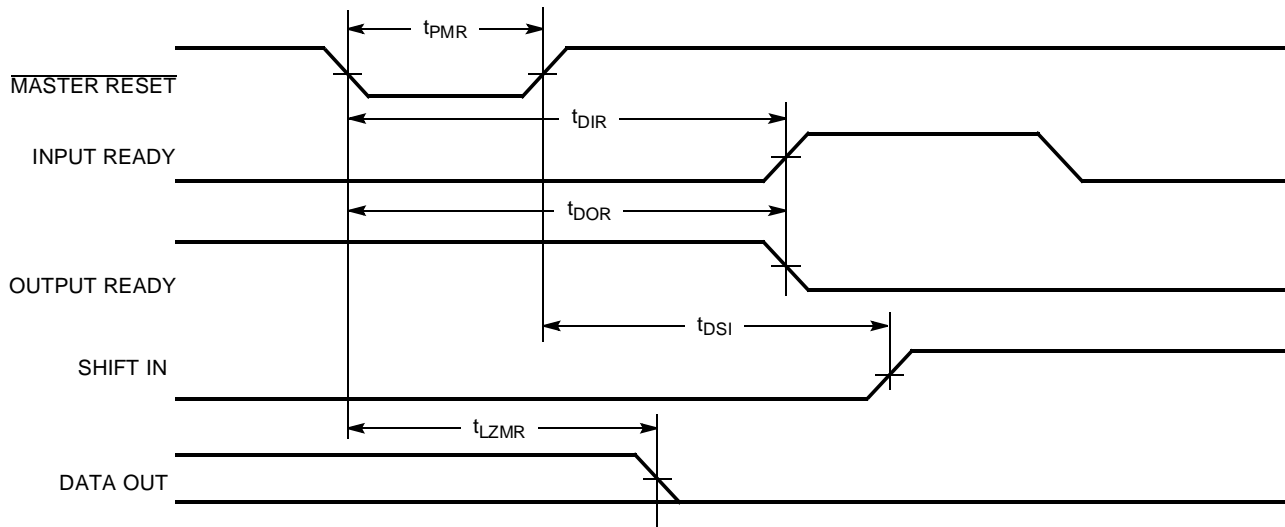 tPMR
MASTER RESET
tDIR
INPUT READY
tDOR
OUTPUT READY
tDSI
SHIFT IN
tLZMR
DATA OUT